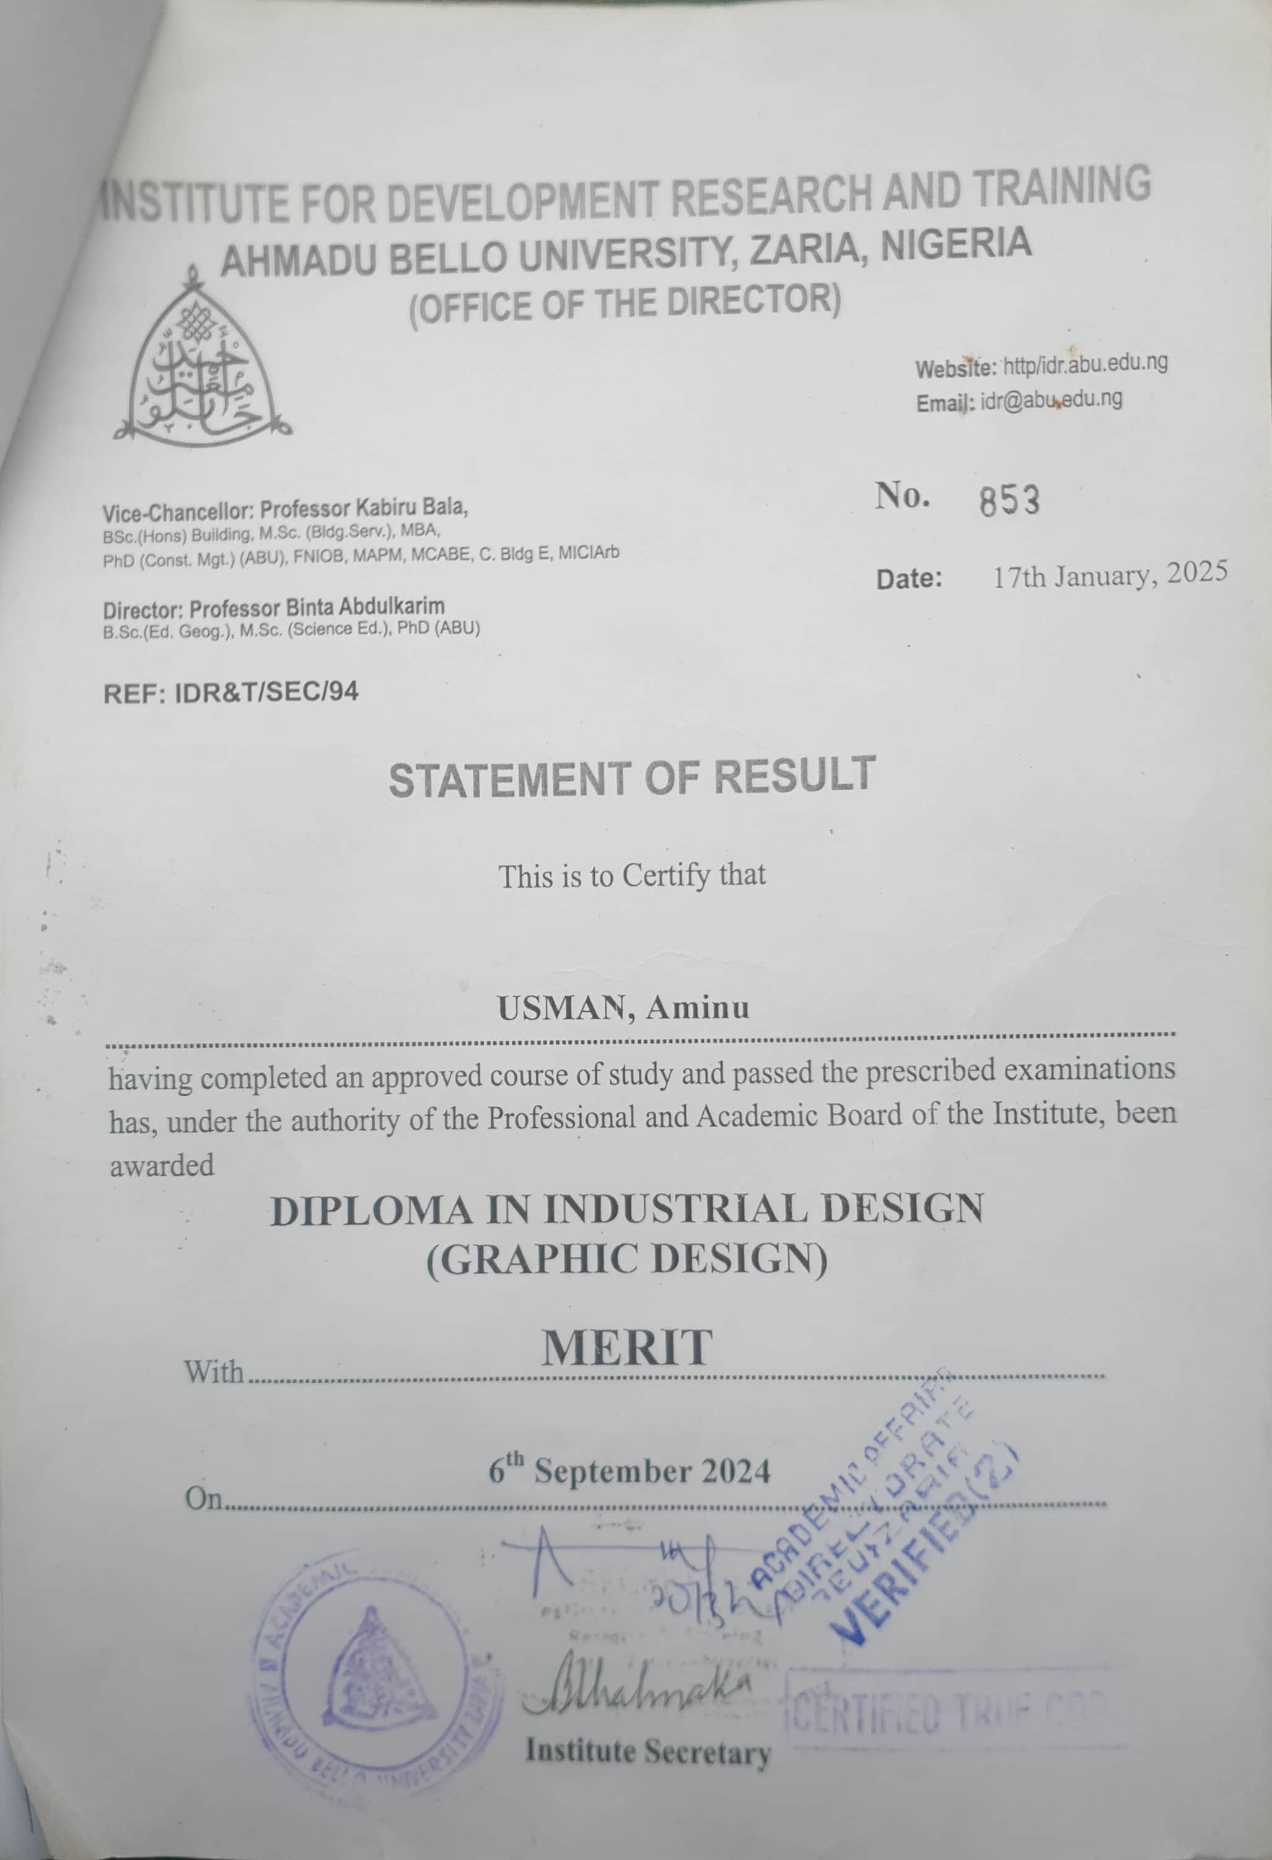 INSTITUTE FOR DEVELOPMENT RESEARCH AND TRAINING
AHMADU BELLO UNIVERSITY, ZARIA, NIGERIA
(OFFICE OF THE DIRECTOR)
Website: http/idr.abu.edu.ng
Email: idr@abu.edu.ng
Vice-Chancellor: Professor Kabiru Bala,
BSc.(Hons) Building, M.Sc. (Bldg.Serv.), MBA,
PhD (Const. Mgt.) (ABU), FNIOB, MAPM, MCABE, C. Bldg E, MICIArb
No. 853
Date: 17th January, 2025
Director: Professor Binta Abdulkarim
B.Sc.(Ed. Geog.), M.Sc. (Science Ed.), PhD (ABU)
REF: IDR&T/SEC/94
STATEMENT OF RESULT
This is to Certify that
USMAN, Aminu
having completed an approved course of study and passed the prescribed examinations
has, under the authority of the Professional and Academic Board of the Institute, been
awarded
DIPLOMA IN INDUSTRIAL DESIGN
(GRAPHIC DESIGN)
With MERIT
On 6th September 2024
ACADEMIC
VERIFIED (2)
ACADEMIC
AHMADU BELLO UNIVERSITY ZARIA
CERTIFIED TRUE
Institute Secretary